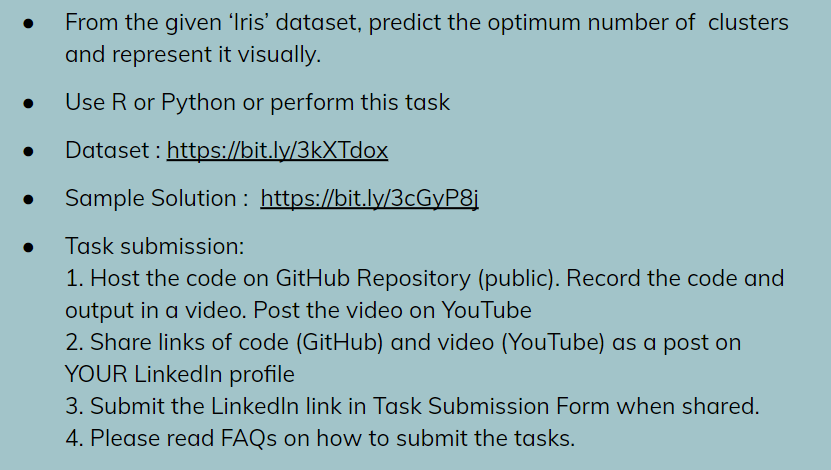 ● From the given ‘Iris’ dataset, predict the optimum number of clusters
and represent it visually.
● Use R or Python or perform this task
● Dataset : https://bit.ly/3kXTdox
● Sample Solution : https://bit.ly/3cGyP8j
● Task submission:
1. Host the code on GitHub Repository (public). Record the code and
output in a video. Post the video on YouTube
2. Share links of code (GitHub) and video (YouTube) as a post on
YOUR LinkedIn profile
3. Submit the LinkedIn link in Task Submission Form when shared.
4. Please read FAQs on how to submit the tasks.